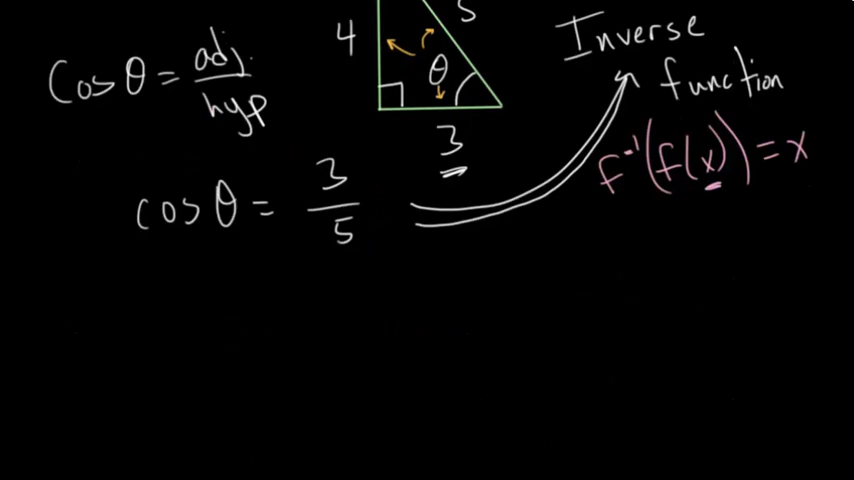 4
5
θ
3
Cos θ = adj. / hyp
cos θ = 3 / 5
Inverse
function
f⁻¹(f(x)) = x